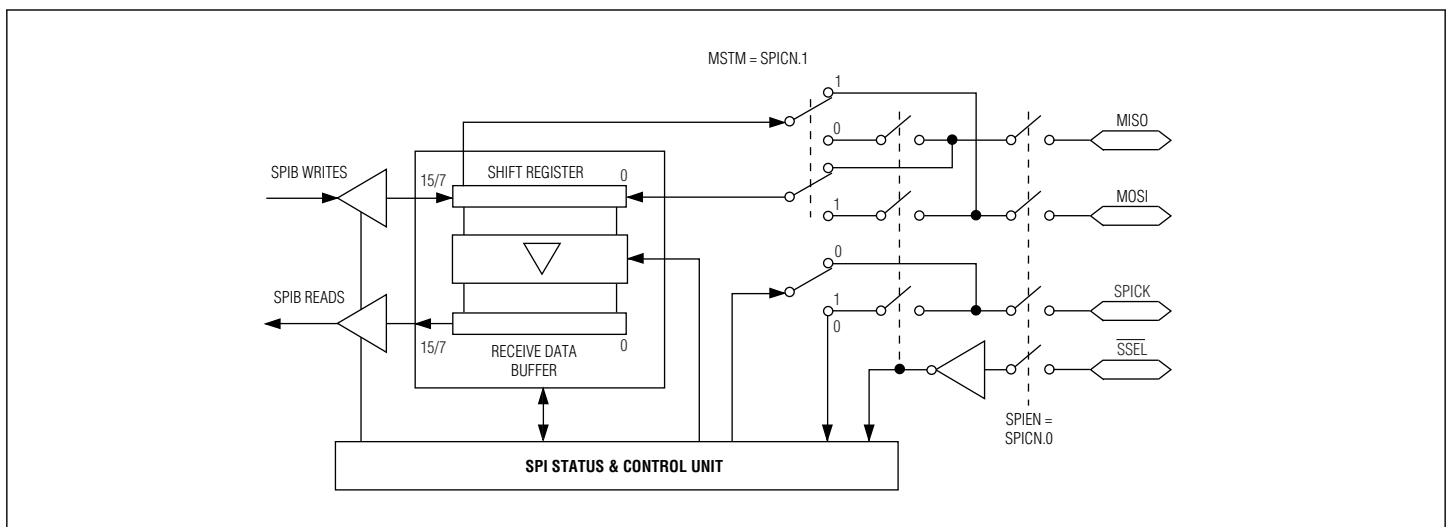 MSTM = SPICN.1
1
MISO
0
SPIB WRITES
15/7
SHIFT REGISTER
0
1
MOSI
0
SPIB READS
1
SPICK
0
15/7
RECEIVE DATA
BUFFER
0
SSEL
SPIEN =
SPICN.0
SPI STATUS & CONTROL UNIT